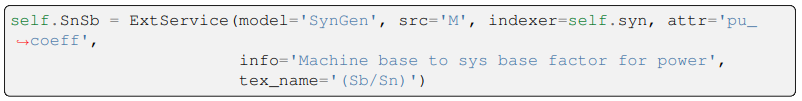 self.SnSb = ExtService(model='SynGen', src='M', indexer=self.syn, attr='pu_
↪coeff',
                       info='Machine base to sys base factor for power',
                       tex_name='(Sb/Sn)')